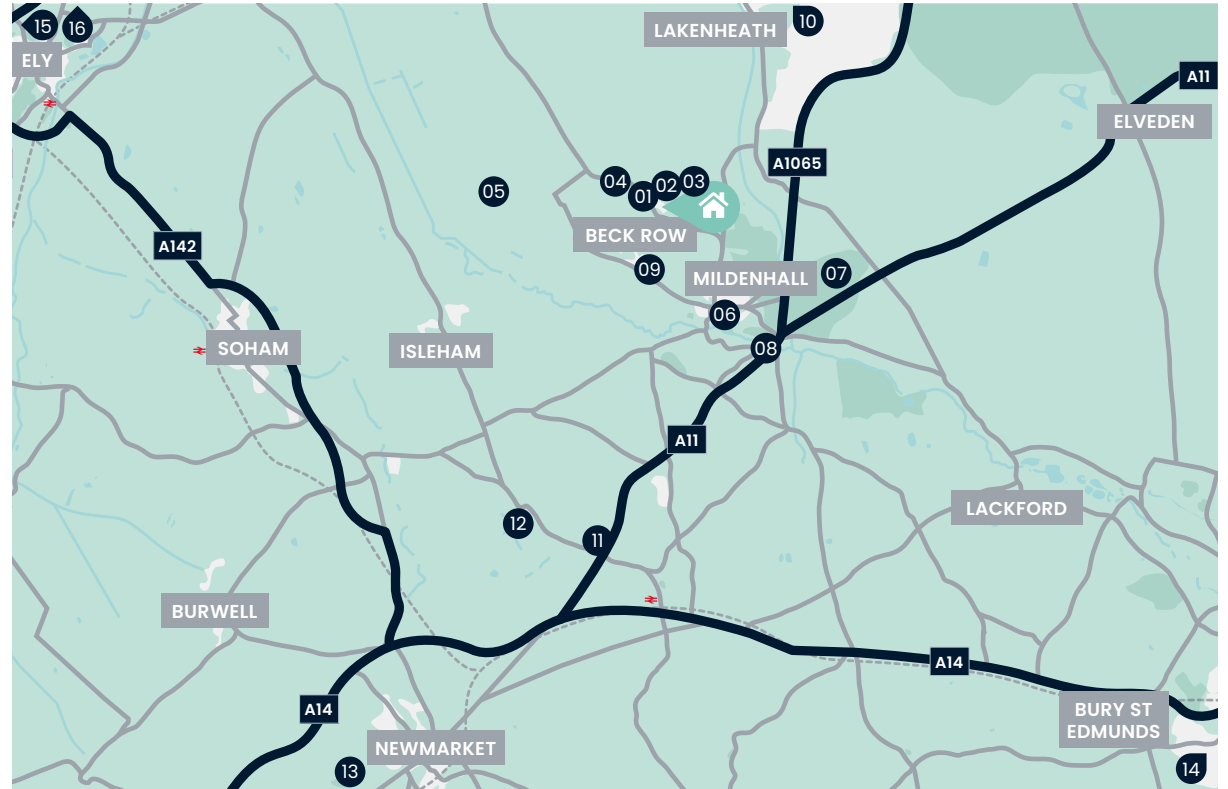 15
16
ELY
LAKENHEATH
10
A11
ELVEDEN
A1065
04
01
02
03
05
BECK ROW
A142
09
MILDENHALL
07
06
SOHAM
ISLEHAM
08
A11
LACKFORD
12
11
BURWELL
A14
A14
BURY ST
EDMUNDS
NEWMARKET
13
14